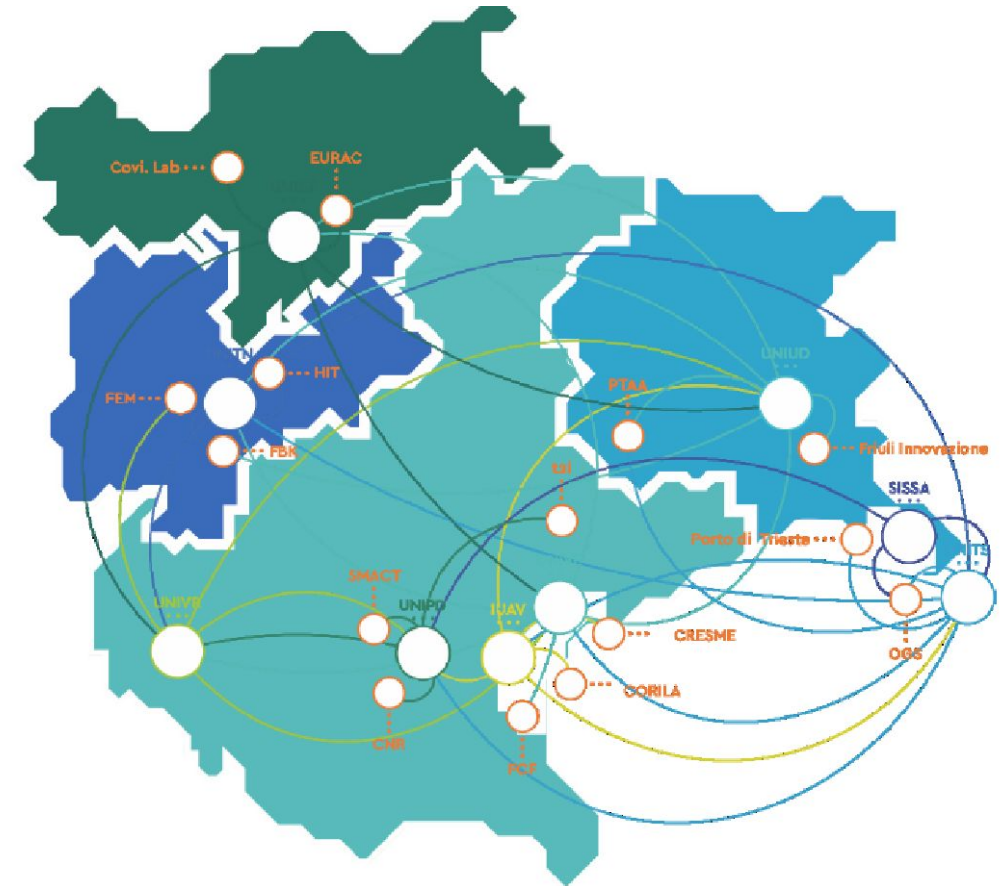 EURAC
Covi. Lab
UNIUD
HIT
FEM
PTAA
FBK
Friuli Innovazione
tsi
SISSA
Porto di Trieste
SMACT
UNIVR
UNIPD
IUAV
CRESME
OGS
CORILA
CNR